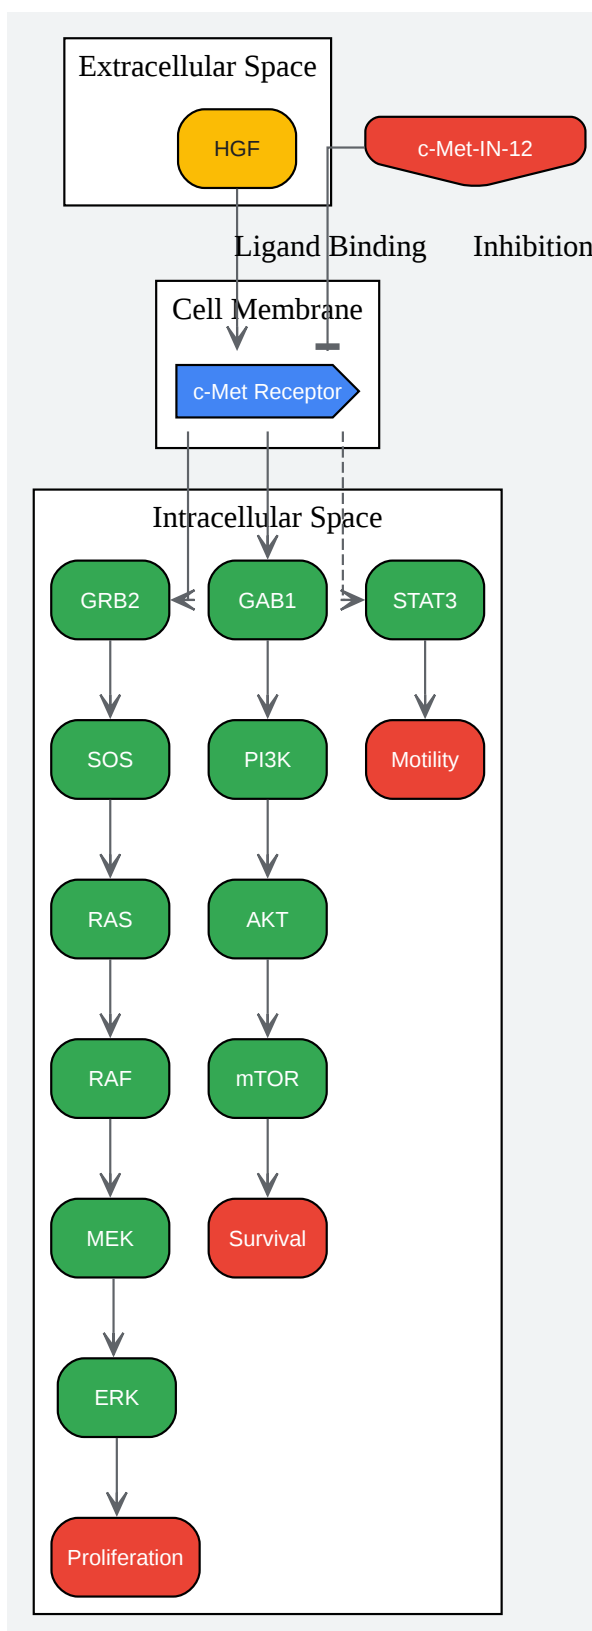 Extracellular Space
HGF
c-Met-IN-12
Ligand Binding
Inhibition
Cell Membrane
c-Met Receptor
Intracellular Space
GRB2
GAB1
STAT3
SOS
PI3K
Motility
RAS
AKT
RAF
mTOR
MEK
Survival
ERK
Proliferation